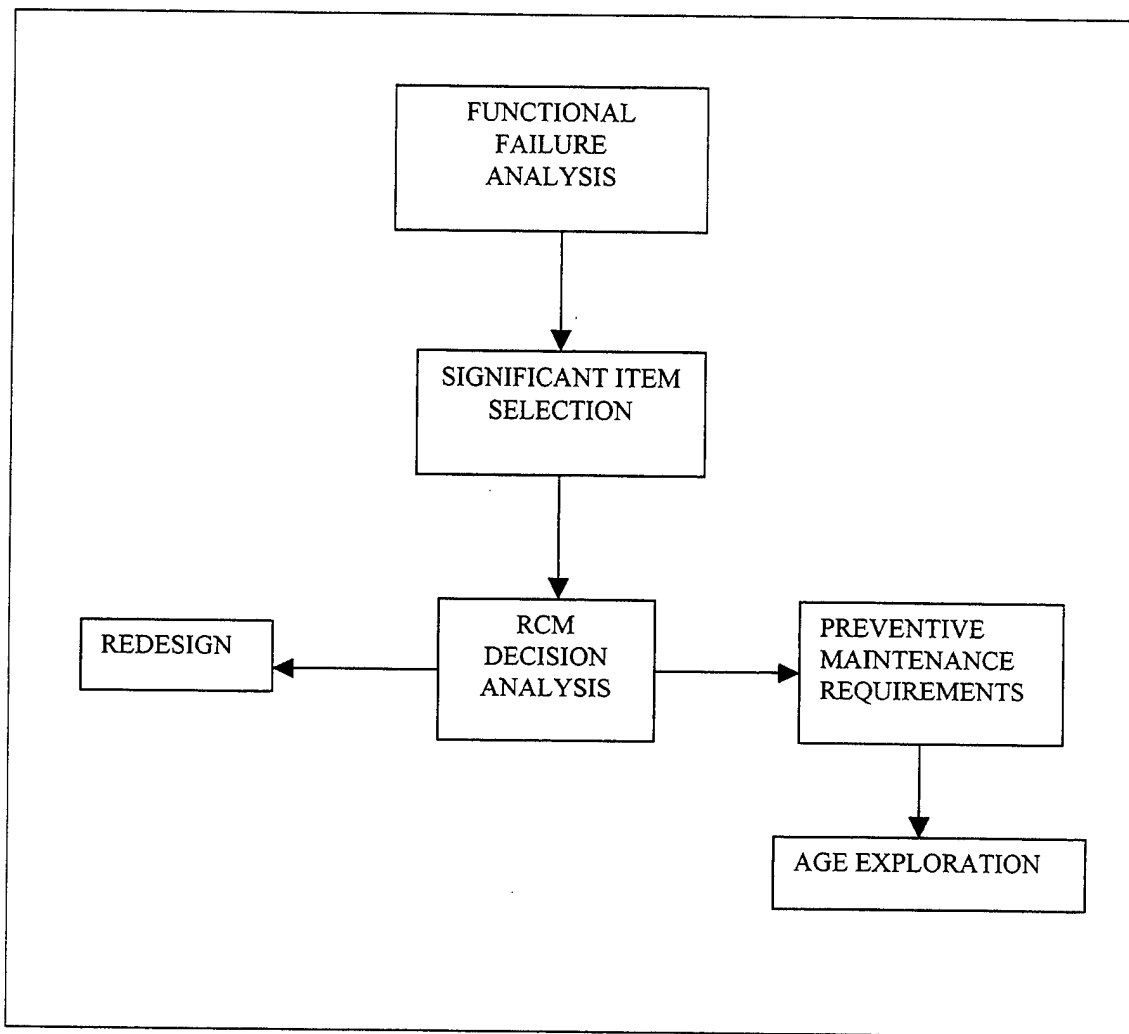 FUNCTIONAL
FAILURE
ANALYSIS
SIGNIFICANT ITEM
SELECTION
RCM
DECISION
ANALYSIS
REDESIGN
PREVENTIVE
MAINTENANCE
REQUIREMENTS
AGE EXPLORATION